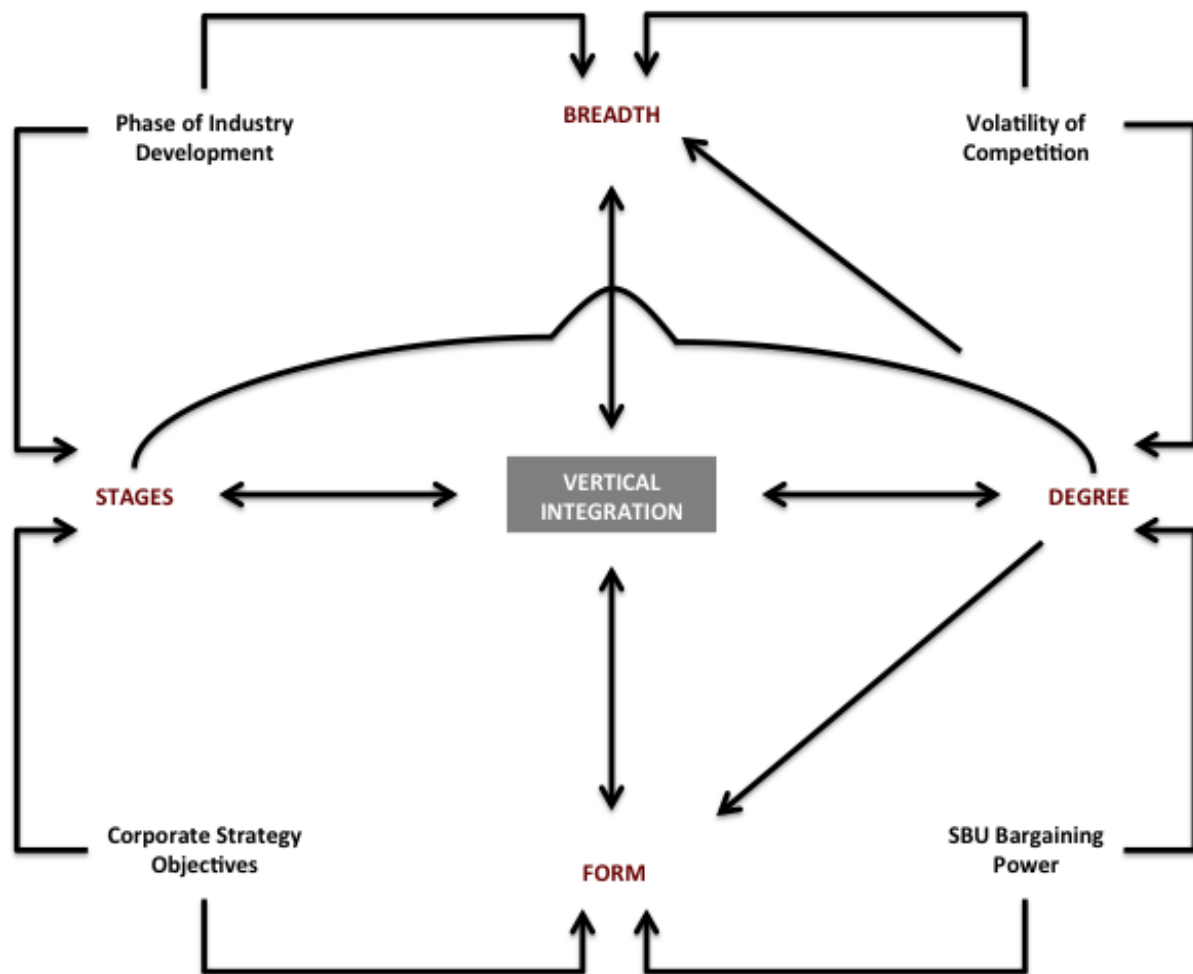 BREADTH
Phase of Industry
Development
Volatility of
Competition
STAGES
VERTICAL
INTEGRATION
DEGREE
Corporate Strategy
Objectives
SBU Bargaining
Power
FORM